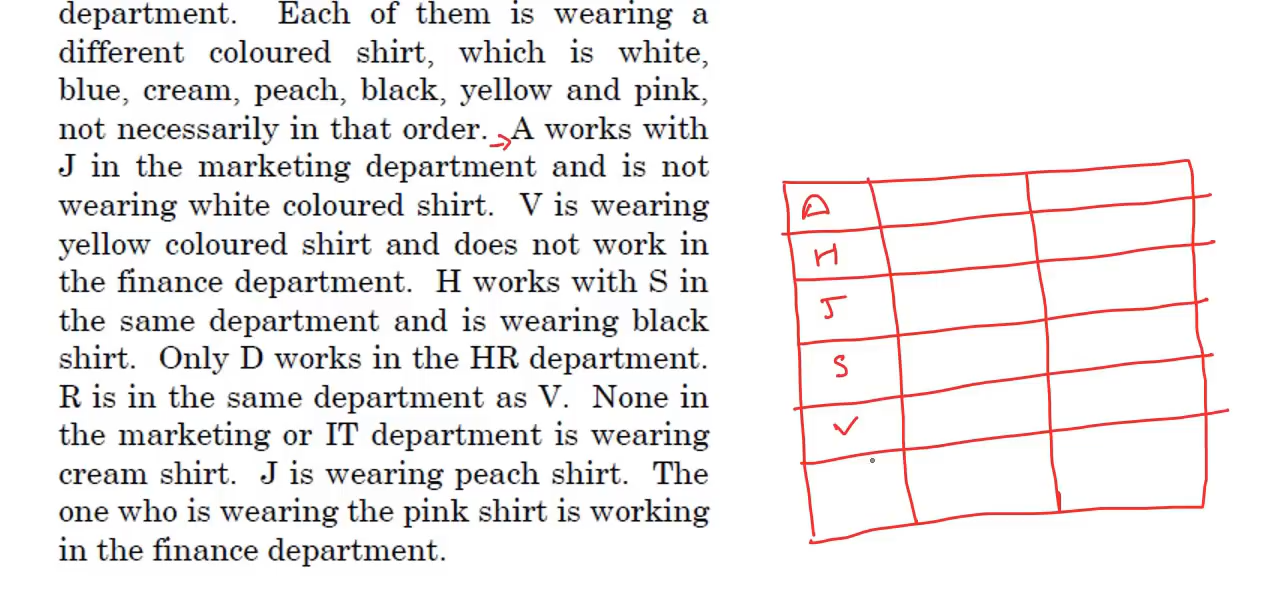 department. Each of them is wearing a
different coloured shirt, which is white,
blue, cream, peach, black, yellow and pink,
not necessarily in that order. A works with
J in the marketing department and is not
wearing white coloured shirt. V is wearing
yellow coloured shirt and does not work in
the finance department. H works with S in
the same department and is wearing black
shirt. Only D works in the HR department.
R is in the same department as V. None in
the marketing or IT department is wearing
cream shirt. J is wearing peach shirt. The
one who is wearing the pink shirt is working
in the finance department.
H
J
S
V